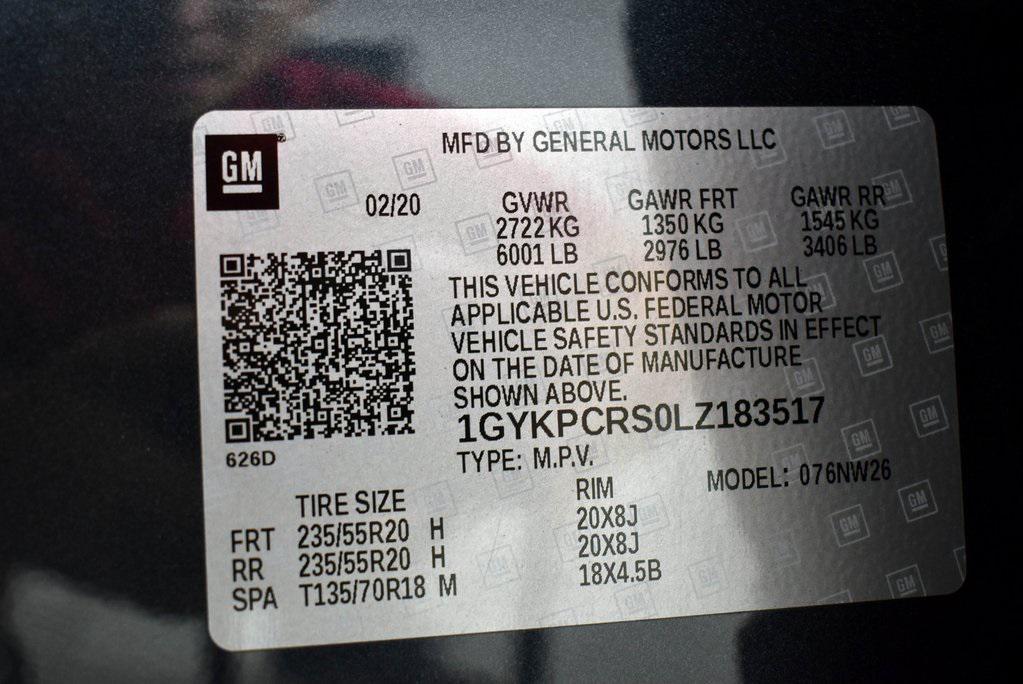 GM
MFD BY GENERAL MOTORS LLC
02/20 GVWR GAWR FRT GAWR RR
2722 KG 1350 KG 1545 KG
6001 LB 2976 LB 3406 LB
THIS VEHICLE CONFORMS TO ALL
APPLICABLE U.S. FEDERAL MOTOR
VEHICLE SAFETY STANDARDS IN EFFECT
ON THE DATE OF MANUFACTURE
SHOWN ABOVE.
1GYKPCRS0LZ183517
626D
TYPE: M.P.V. MODEL: 076NW26
TIRE SIZE RIM
FRT 235/55R20 H 20X8J
RR 235/55R20 H 20X8J
SPA T135/70R18 M 18X4.5B